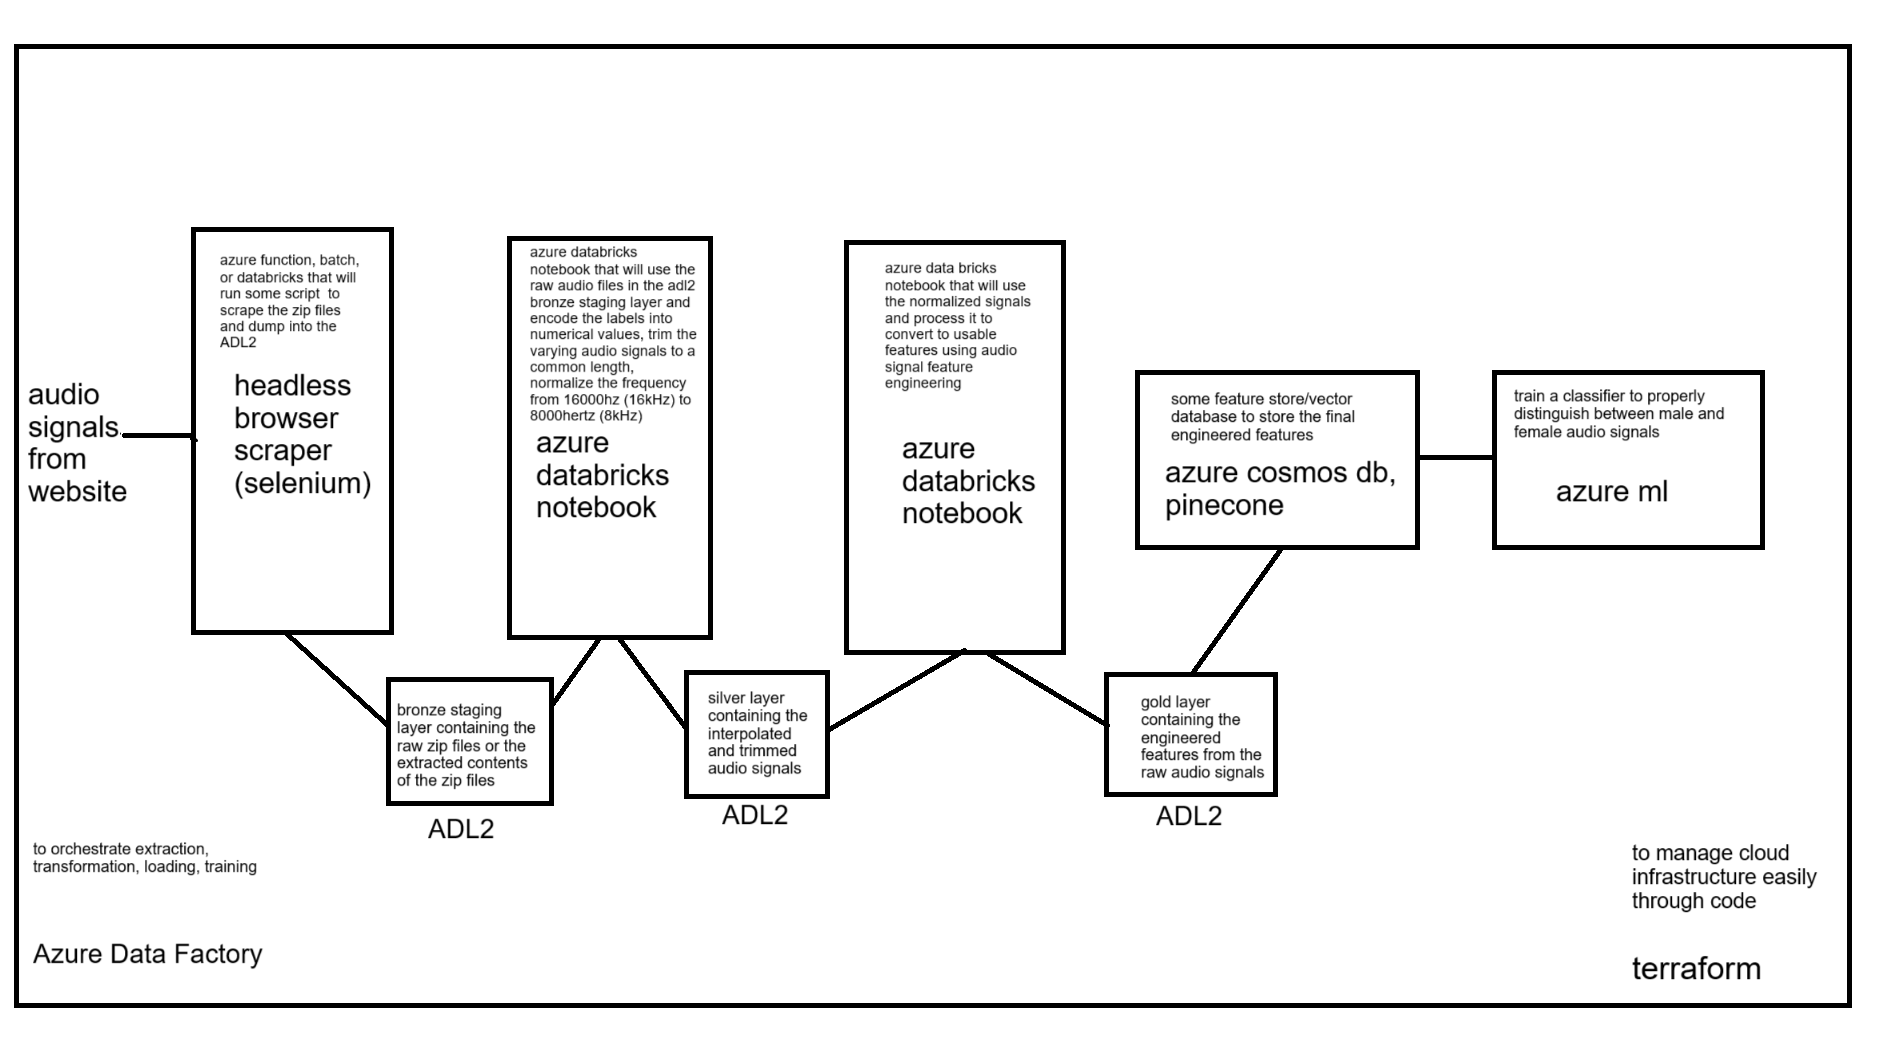 audio
signals
from
website
azure function, batch,
or databricks that will
run some script  to
scrape the zip files
and dump into the
ADL2
headless
browser
scraper
(selenium)
bronze staging
layer containing the
raw zip files or the
extracted contents
of the zip files
ADL2
azure databricks
notebook that will use the
raw audio files in the adl2
bronze staging layer and
encode the labels into
numerical values, trim the
varying audio signals to a
common length,
normalize the frequency
from 16000hz (16kHz) to
8000hertz (8kHz)
azure
databricks
notebook
silver layer
containing the
interpolated
and trimmed
audio signals
ADL2
azure data bricks
notebook that will use
the normalized signals
and process it to
convert to usable
features using audio
signal feature
engineering
azure
databricks
notebook
gold layer
containing the
engineered
features from the
raw audio signals
ADL2
some feature store/vector
database to store the final
engineered features
azure cosmos db,
pinecone
train a classifier to properly
distinguish between male and
female audio signals
azure ml
to orchestrate extraction,
transformation, loading, training
Azure Data Factory
to manage cloud
infrastructure easily
through code
terraform